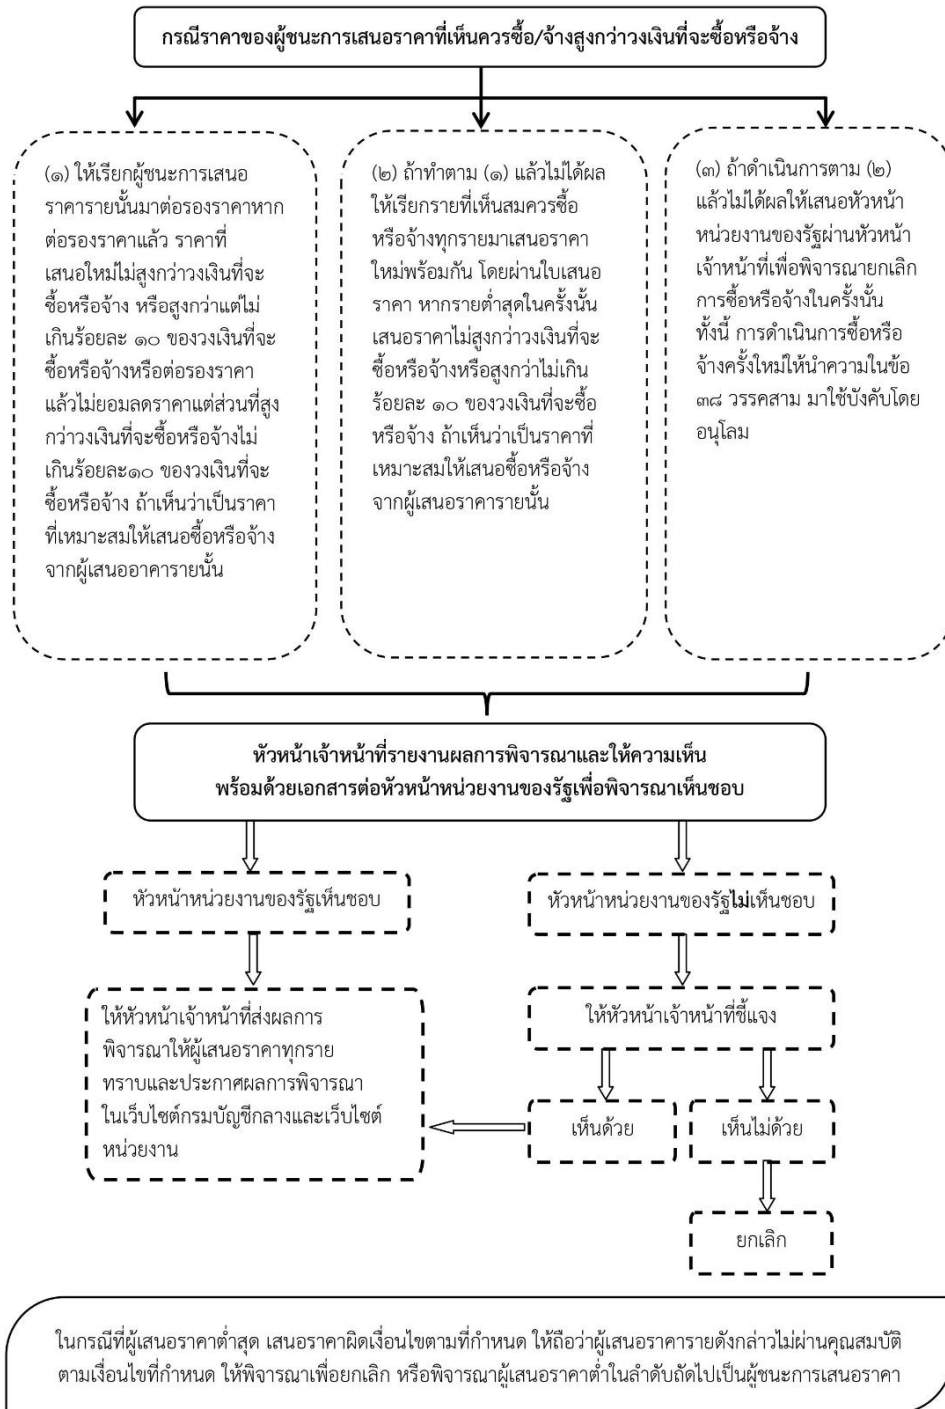 กรณีราคาของผู้ชนะการเสนอราคาที่เห็นควรซื้อ/จ้างสูงกว่าวงเงินที่จะซื้อหรือจ้าง
(๑) ให้เรียกผู้ชนะการเสนอ
ราคารายนั้นมาต่อรองราคาหาก
ต่อรองราคาแล้ว ราคาที่
เสนอใหม่ไม่สูงกว่าวงเงินที่จะ
ซื้อหรือจ้าง หรือสูงกว่าแต่ไม่
เกินร้อยละ ๑๐ ของวงเงินที่จะ
ซื้อหรือจ้างหรือต่อรองราคา
แล้วไม่ยอมลดราคาแต่ส่วนที่สูง
กว่าวงเงินที่จะซื้อหรือจ้างไม่
เกินร้อยละ๑๐ ของวงเงินที่จะ
ซื้อหรือจ้าง ถ้าเห็นว่าเป็นราคา
ที่เหมาะสมให้เสนอซื้อหรือจ้าง
จากผู้เสนออาคารายนั้น
(๒) ถ้าทำตาม (๑) แล้วไม่ได้ผล
ให้เรียกรายที่เห็นสมควรซื้อ
หรือจ้างทุกรายมาเสนอราคา
ใหม่พร้อมกัน โดยผ่านใบเสนอ
ราคา หากรายต่ำสุดในครั้งนั้น
เสนอราคาไม่สูงกว่าวงเงินที่จะ
ซื้อหรือจ้างหรือสูงกว่าไม่เกิน
ร้อยละ ๑๐ ของวงเงินที่จะซื้อ
หรือจ้าง ถ้าเห็นว่าเป็นราคาที่
เหมาะสมให้เสนอซื้อหรือจ้าง
จากผู้เสนอราคารายนั้น
(๓) ถ้าดำเนินการตาม (๒)
แล้วไม่ได้ผลให้เสนอหัวหน้า
หน่วยงานของรัฐผ่านหัวหน้า
เจ้าหน้าที่เพื่อพิจารณายกเลิก
การซื้อหรือจ้างในครั้งนั้น
ทั้งนี้ การดำเนินการซื้อหรือ
จ้างครั้งใหม่ให้นำความในข้อ
๓๘ วรรคสาม มาใช้บังคับโดย
อนุโลม
หัวหน้าเจ้าหน้าที่รายงานผลการพิจารณาและให้ความเห็น
พร้อมด้วยเอกสารต่อหัวหน้าหน่วยงานของรัฐเพื่อพิจารณาเห็นชอบ
หัวหน้าหน่วยงานของรัฐเห็นชอบ
หัวหน้าหน่วยงานของรัฐไม่เห็นชอบ
ให้หัวหน้าเจ้าหน้าที่ส่งผลการ
พิจารณาให้ผู้เสนอราคาทุกราย
ทราบและประกาศผลการพิจารณา
ในเว็บไซต์กรมบัญชีกลางและเว็บไซต์
หน่วยงาน
ให้หัวหน้าเจ้าหน้าที่ชี้แจง
เห็นด้วย
เห็นไม่ด้วย
ยกเลิก
ในกรณีที่ผู้เสนอราคาต่ำสุด เสนอราคาผิดเงื่อนไขตามที่กำหนด ให้ถือว่าผู้เสนอราคารายดังกล่าวไม่ผ่านคุณสมบัติ
ตามเงื่อนไขที่กำหนด ให้พิจารณาเพื่อยกเลิก หรือพิจารณาผู้เสนอราคาต่ำในลำดับถัดไปเป็นผู้ชนะการเสนอราคา